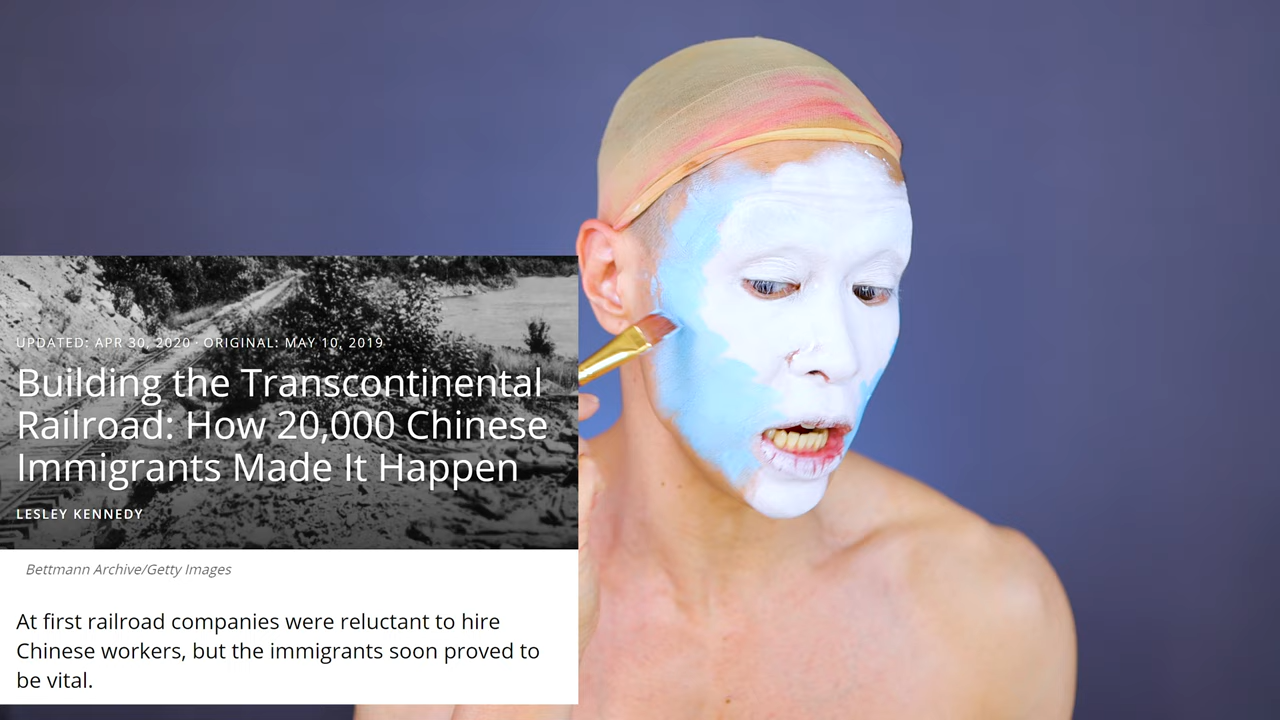 UPDATED: APR 30, 2020 · ORIGINAL: MAY 10, 2019
Building the Transcontinental
Railroad: How 20,000 Chinese
Immigrants Made It Happen
LESLEY KENNEDY
Bettmann Archive/Getty Images
At first railroad companies were reluctant to hire
Chinese workers, but the immigrants soon proved to
be vital.